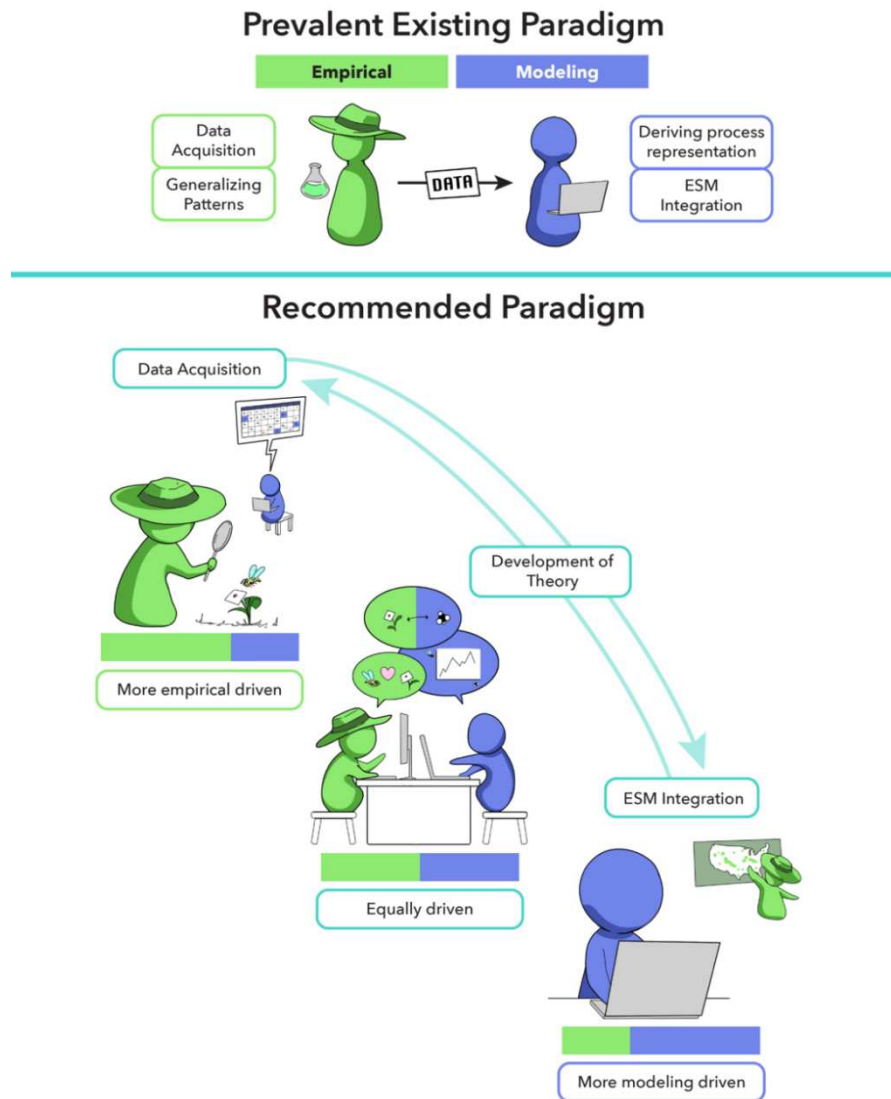 Prevalent Existing Paradigm
Empirical
Modeling
Data
Acquisition
Generalizing
Patterns
DATA
Deriving process
representation
ESM
Integration
Recommended Paradigm
Data Acquisition
Development of
Theory
More empirical driven
ESM Integration
Equally driven
More modeling driven